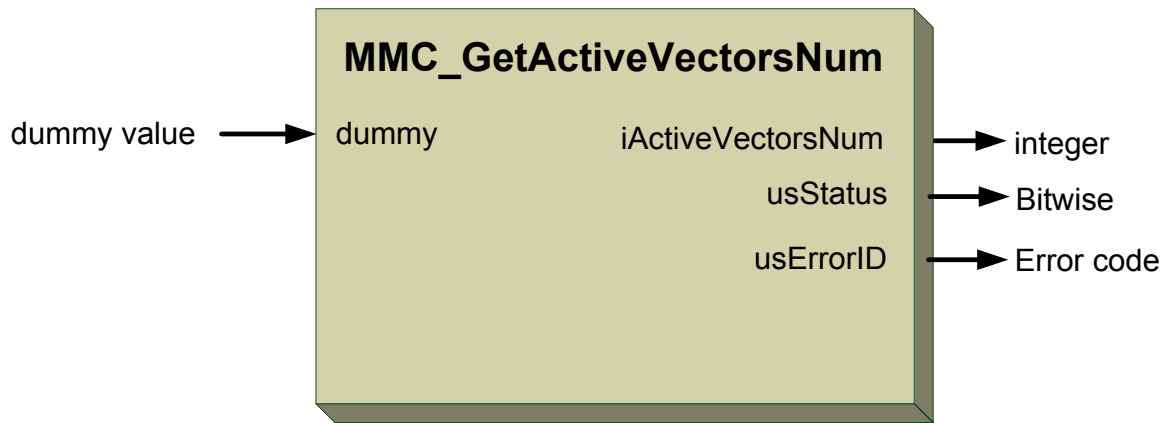 MMC_GetActiveVectorsNum
dummy value dummy iActiveVectorsNum integer
usStatus Bitwise
usErrorID Error code